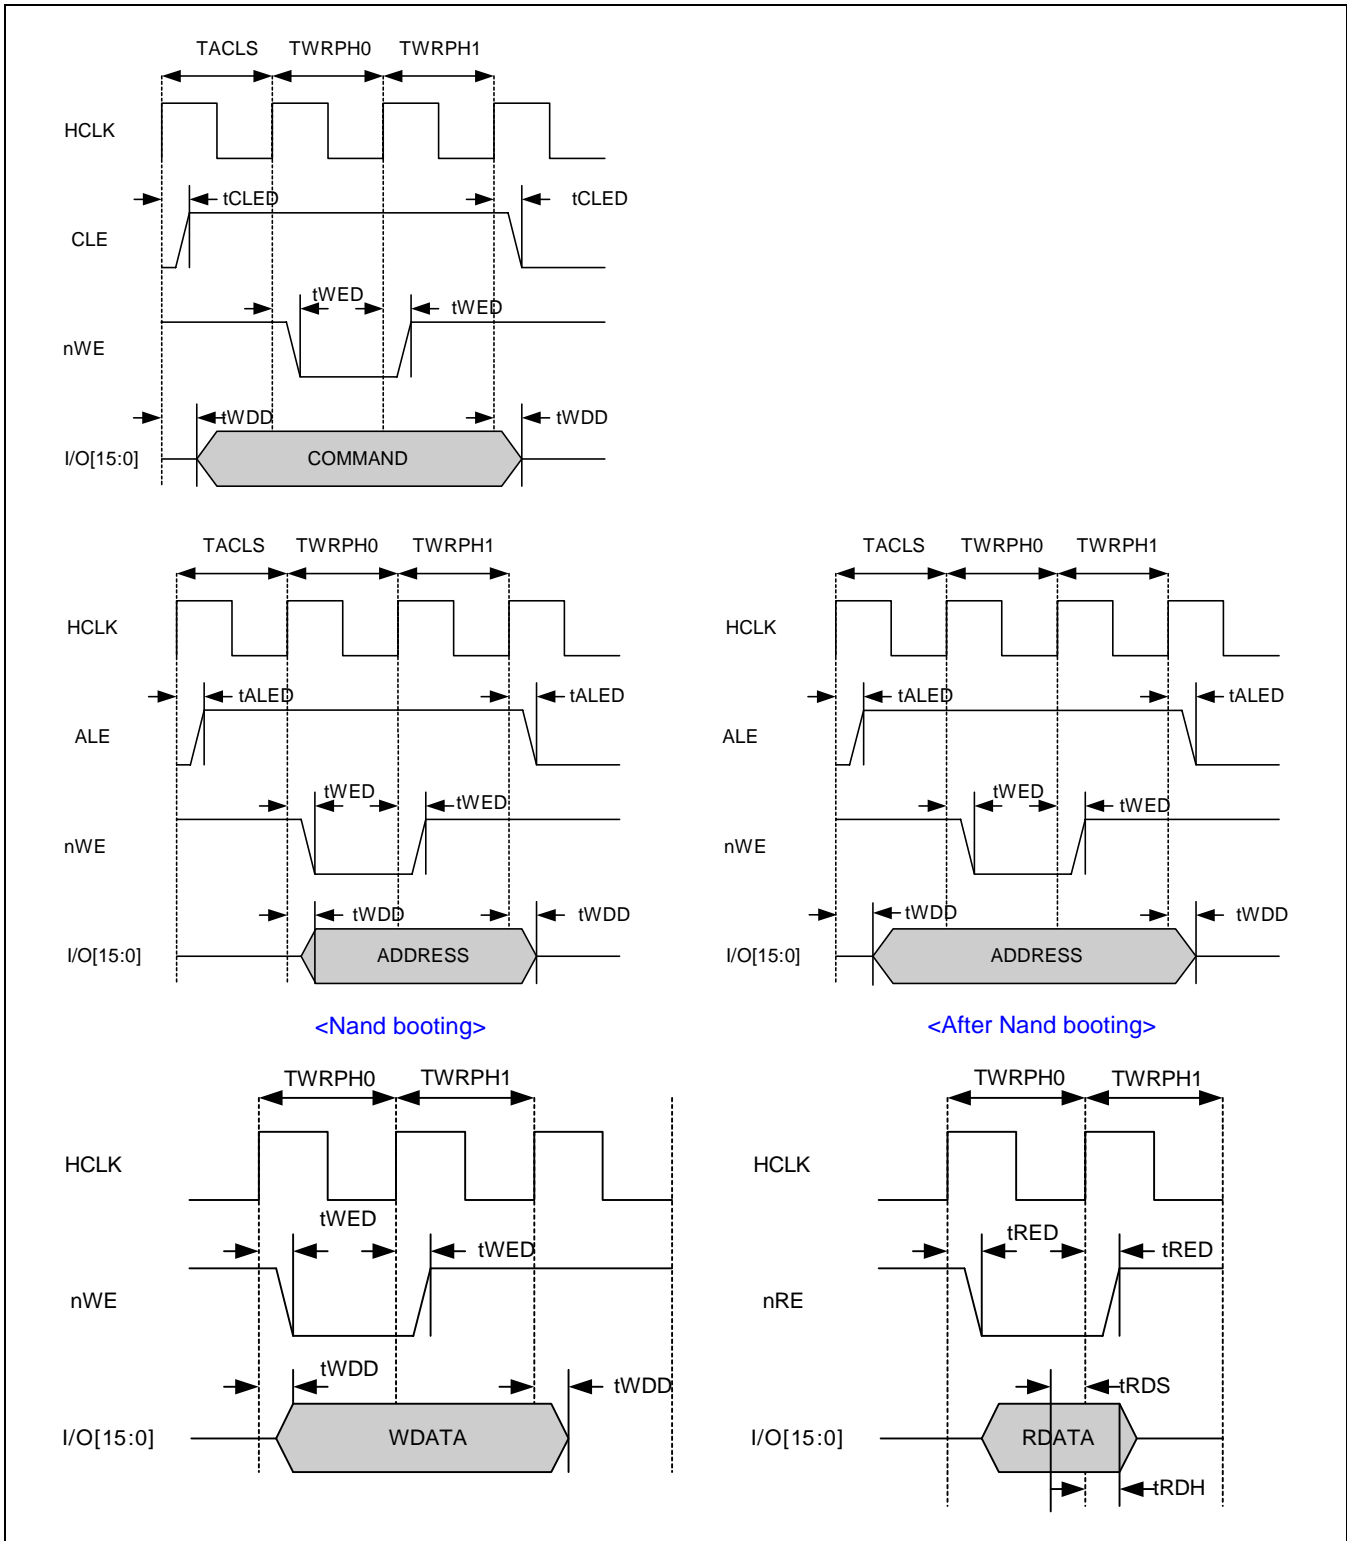 TACLS TWRPH0 TWRPH1
HCLK
tCLED tCLED
CLE
tWED tWED
nWE
tWDD tWDD
I/O[15:0] COMMAND
TACLS TWRPH0 TWRPH1
HCLK
tALED tALED
ALE
tWED tWED
nWE
tWDD tWDD
I/O[15:0] ADDRESS
<Nand booting>
TACLS TWRPH0 TWRPH1
HCLK
tALED tALED
ALE
tWED tWED
nWE
tWDD tWDD
I/O[15:0] ADDRESS
<After Nand booting>
TWRPH0 TWRPH1
HCLK
tWED tWED
nWE
tWDD tWDD
I/O[15:0] WDATA
TWRPH0 TWRPH1
HCLK
tRED tRED
nRE
tRDS
I/O[15:0] RDATA
tRDH